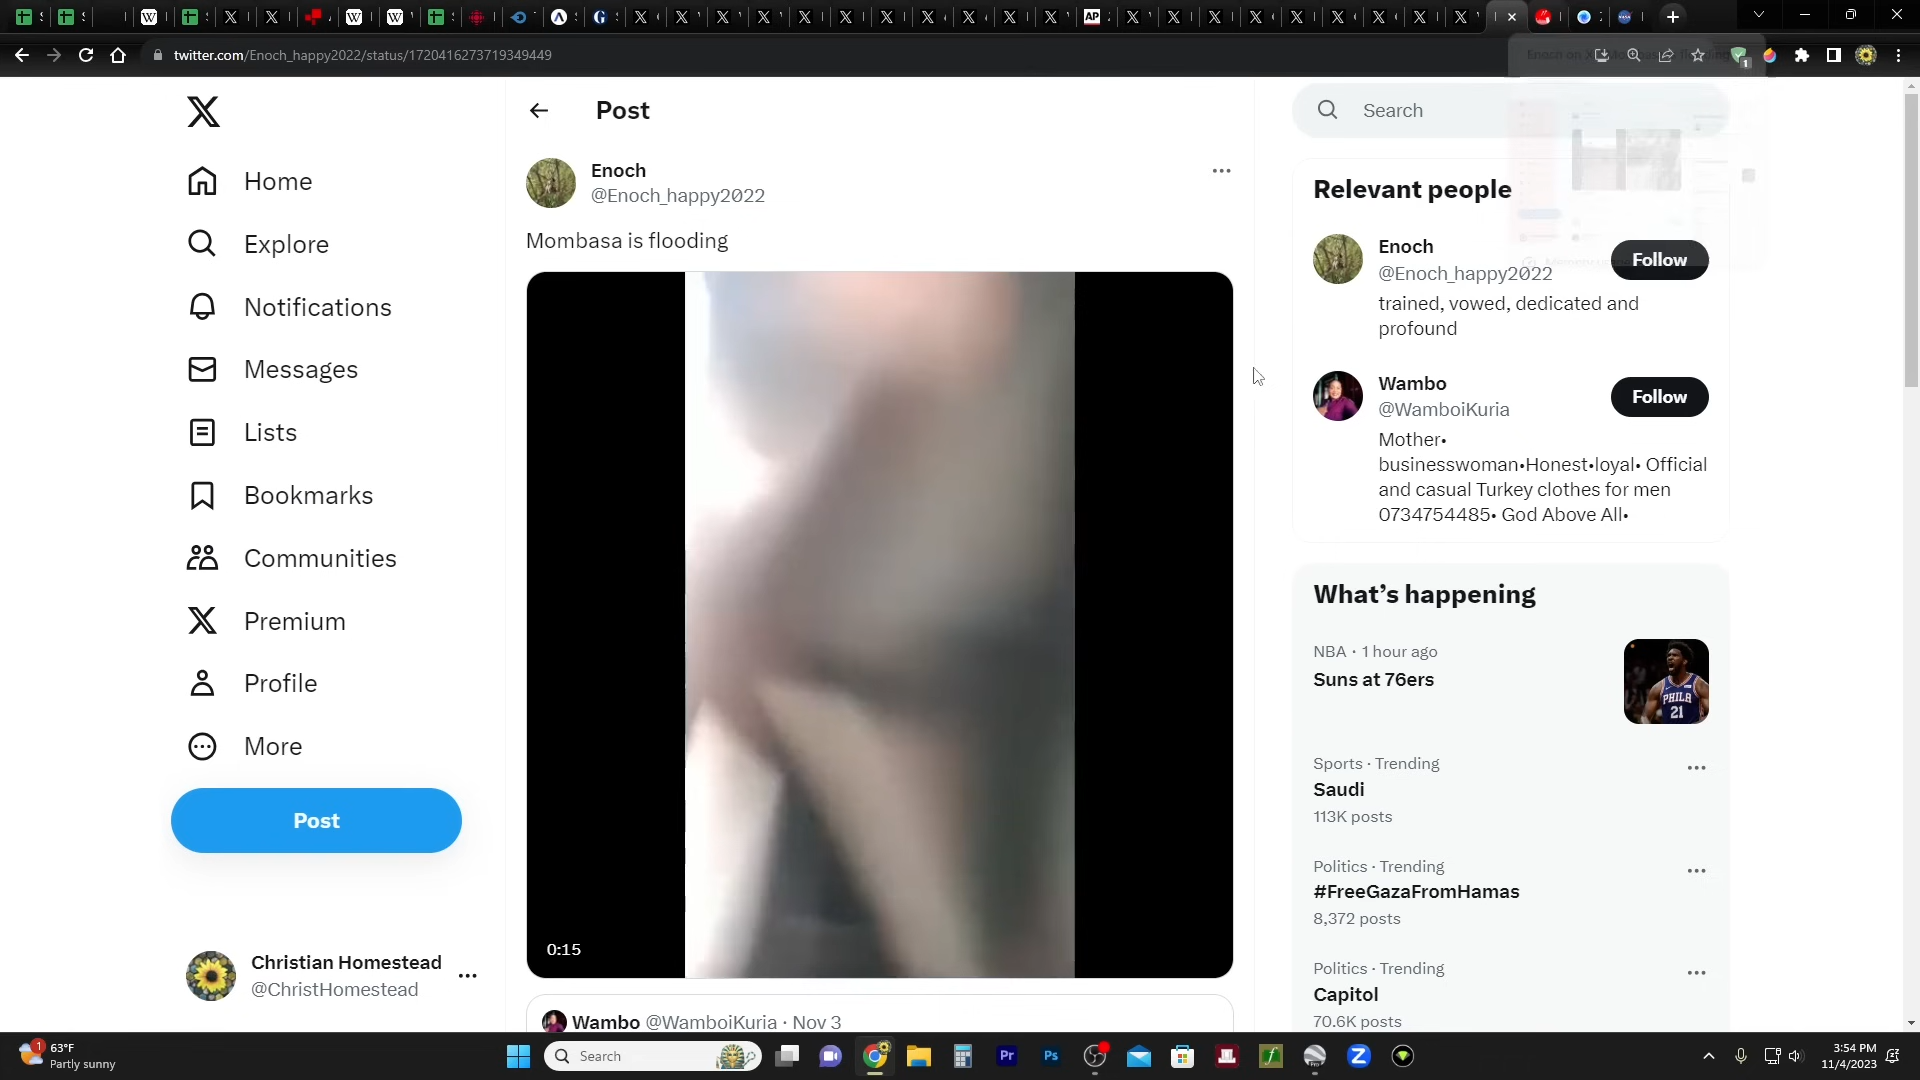 twitter.com/Enoch_happy2022/status/1720416273719349449
Post
Search
Home
Explore
Notifications
Messages
Lists
Bookmarks
Communities
Premium
Profile
More
Post
Christian Homestead
@ChristHomestead
Enoch
@Enoch_happy2022
Mombasa is flooding
0:15
Wambo @WamboiKuria · Nov 3
Relevant people
Enoch
@Enoch_happy2022
Follow
trained, vowed, dedicated and
profound
Wambo
@WamboiKuria
Follow
Mother•
businesswoman•Honest•loyal• Official
and casual Turkey clothes for men
0734754485• God Above All•
What's happening
NBA · 1 hour ago
Suns at 76ers
PHILA
21
Sports · Trending
Saudi
113K posts
Politics · Trending
#FreeGazaFromHamas
8,372 posts
Politics · Trending
Capitol
70.6K posts
1
63°F
Partly sunny
Search
Pr
Ps
3:54 PM
11/4/2023